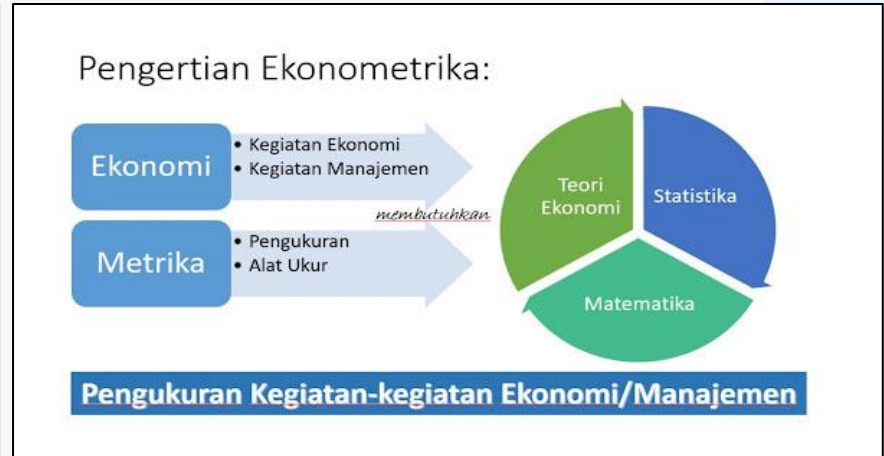 Pengertian Ekonometrika:
Ekonomi
• Kegiatan Ekonomi
• Kegiatan Manajemen
membutuhkan
Metrika
• Pengukuran
• Alat Ukur
Teori
Ekonomi
Statistika
Matematika
Pengukuran Kegiatan-kegiatan Ekonomi/Manajemen